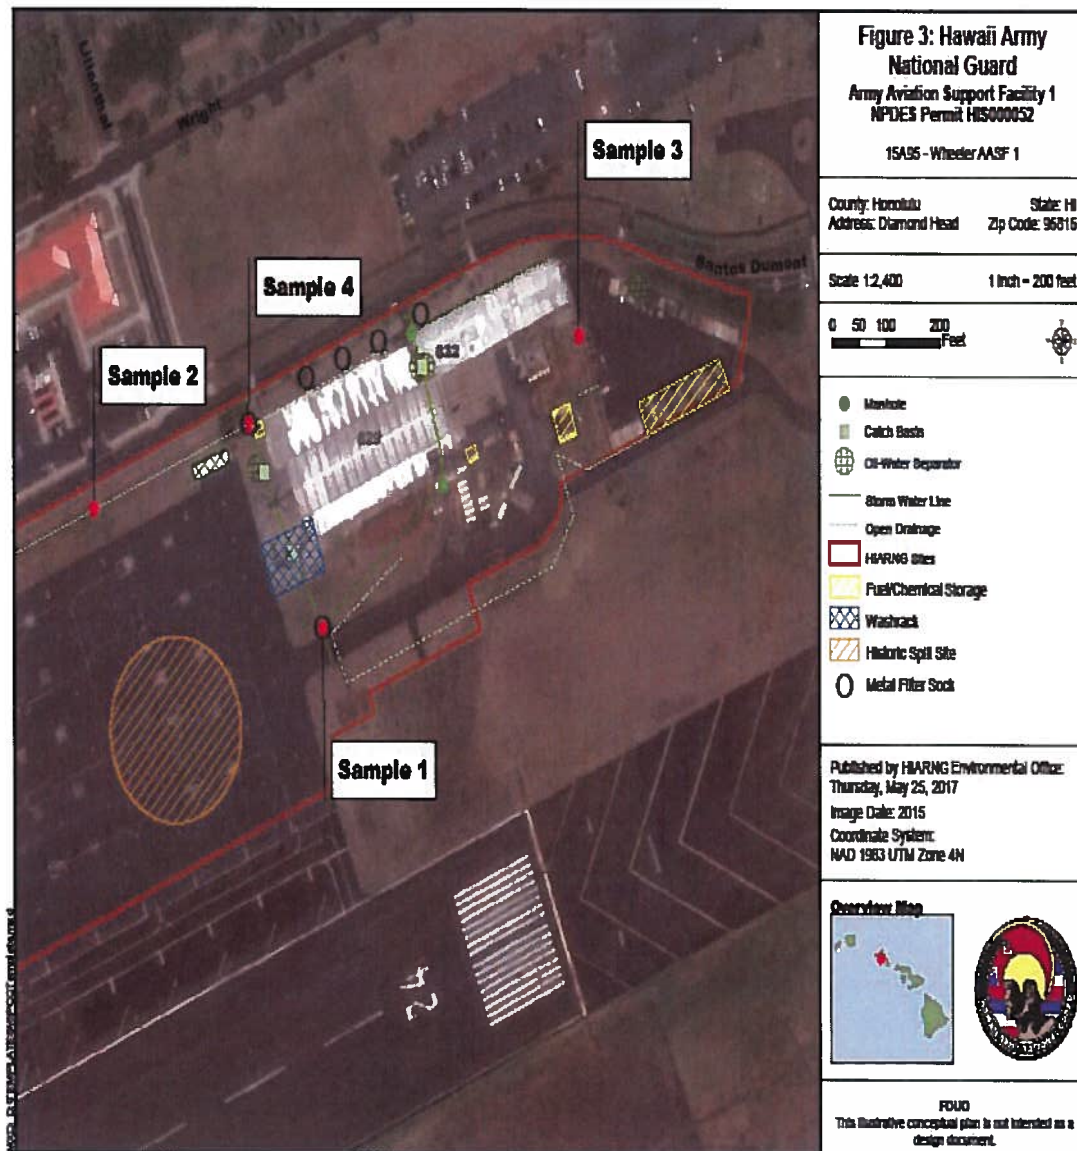 Figure 3: Hawaii Army
National Guard
Army Aviation Support Facility 1
NPDES Permit HIS000052
15A95 - Wheeler AASF 1
County: Honolulu State: HI
Address: Diamond Head Zip Code: 96816
Scale 1:2,400 1 inch = 200 feet
0 50 100 200
Feet
Manhole
Catch Basin
Oil-Water Separator
Storm Water Line
Open Drainage
HIARNG Sites
Fuel/Chemical Storage
Washrack
Historic Spill Site
Metal Filter Sock
Published by HIARNG Environmental Office:
Thursday, May 25, 2017
Image Date: 2015
Coordinate System:
NAD 1983 UTM Zone 4N
Overview Map
FOUO
This illustrative conceptual plan is not intended as a
design document.
Lilienthal
Wright
Sample 3
Santos Dumont
Sample 4
832
Sample 2
Sample 1
24